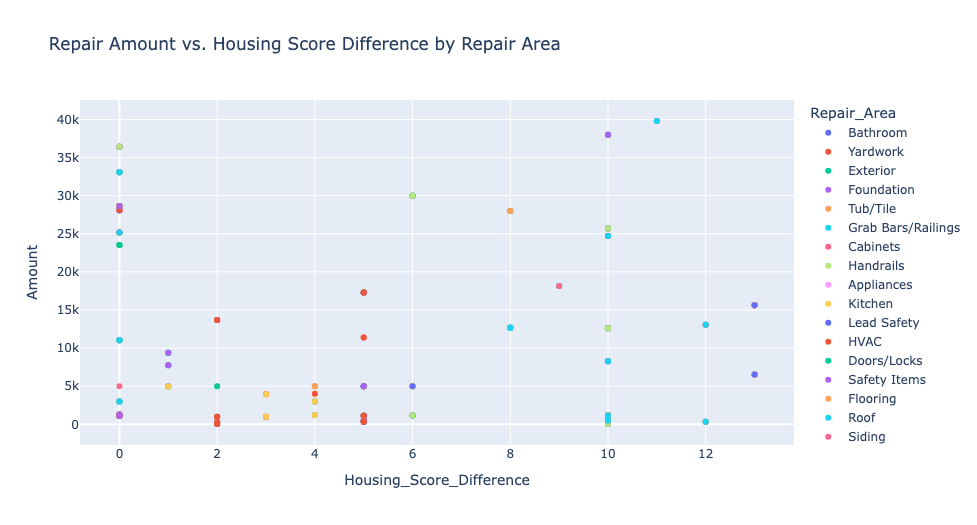 Repair Amount vs. Housing Score Difference by Repair Area
Repair_Area
Bathroom
Yardwork
Exterior
Foundation
Tub/Tile
Grab Bars/Railings
Cabinets
Handrails
Appliances
Kitchen
Lead Safety
HVAC
Doors/Locks
Safety Items
Flooring
Roof
Siding
Amount
40k
35k
30k
25k
20k
15k
10k
5k
0
0 2 4 6 8 10 12
Housing_Score_Difference